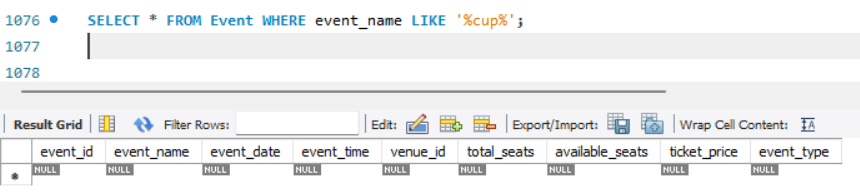 1076 SELECT * FROM Event WHERE event_name LIKE '%cup%';
1077
1078
Result Grid Filter Rows: Edit: Export/Import: Wrap Cell Content: IA
event_id event_name event_date event_time venue_id total_seats available_seats ticket_price event_type
* NULL NULL NULL NULL NULL NULL NULL NULL NULL